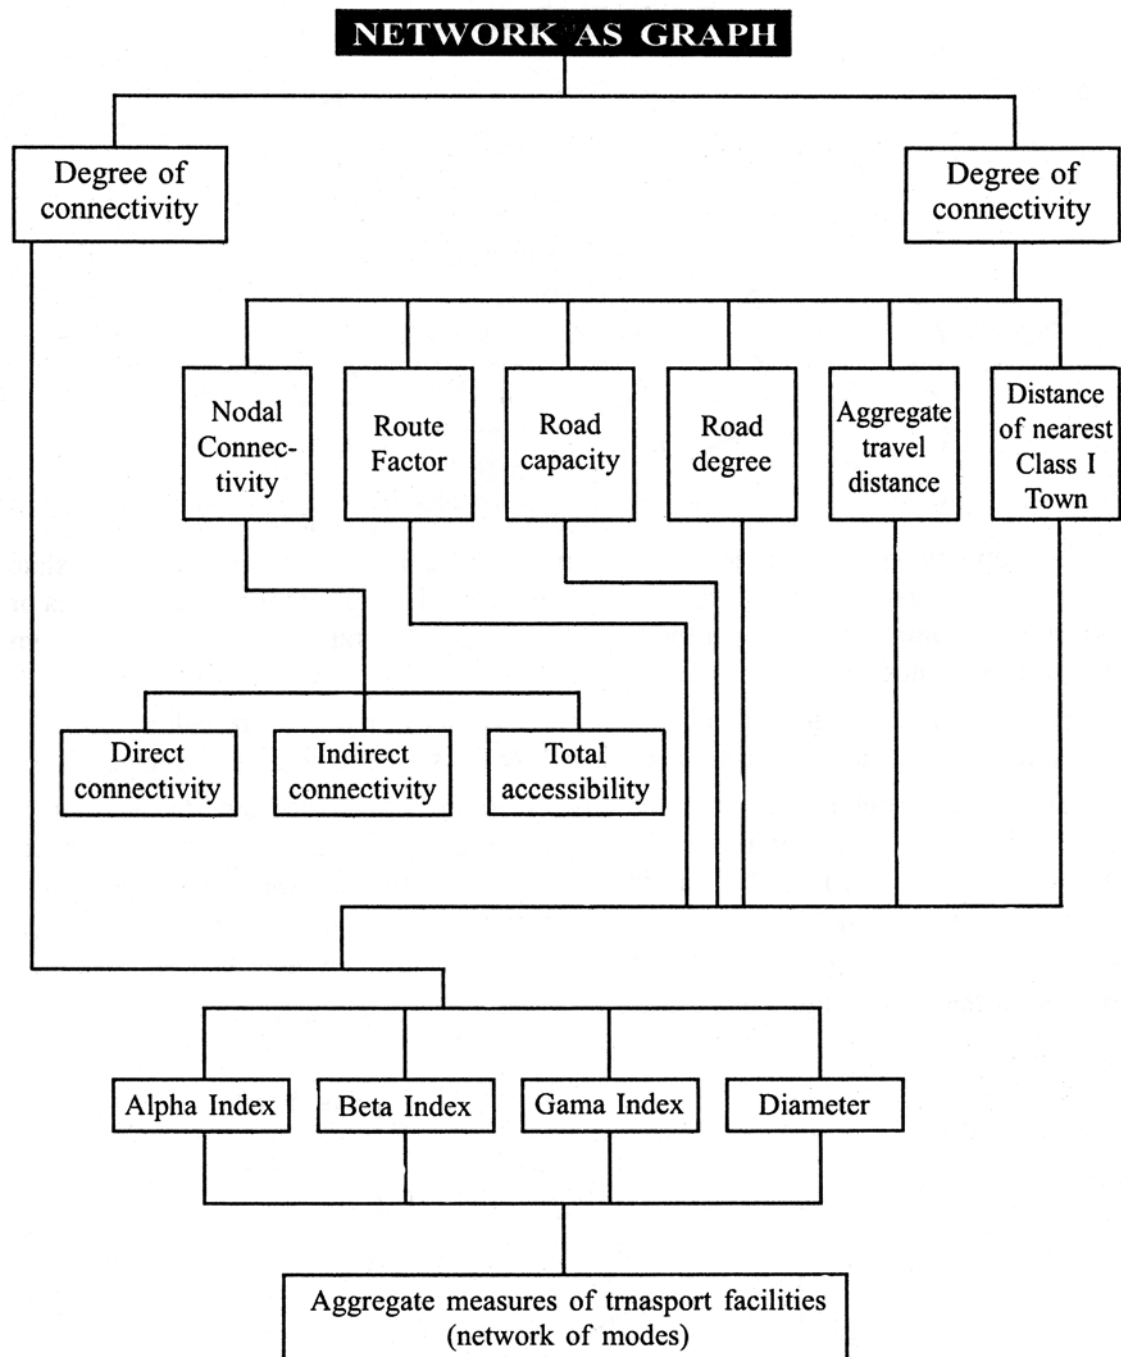 NETWORK AS GRAPH
Degree of
connectivity
Degree of
connectivity
Nodal
Connec-
tivity
Route
Factor
Road
capacity
Road
degree
Aggregate
travel
distance
Distance
of nearest
Class I
Town
Direct
connectivity
Indirect
connectivity
Total
accessibility
Alpha Index
Beta Index
Gama Index
Diameter
Aggregate measures of trnasport facilities
(network of modes)